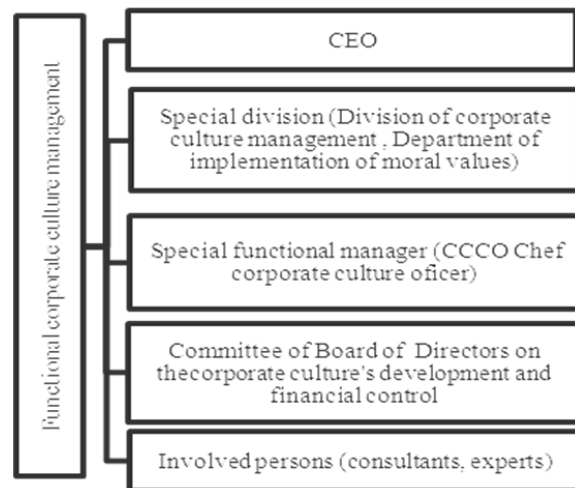 Functional corporate culture management
CEO
Special division (Division of corporate
culture management , Department of
implementation of moral values)
Special functional manager (CCCO Chef
corporate culture oficer)
Committee of Board of Directors on
thecorporate culture's development and
financial control
Involved persons (consultants, experts)